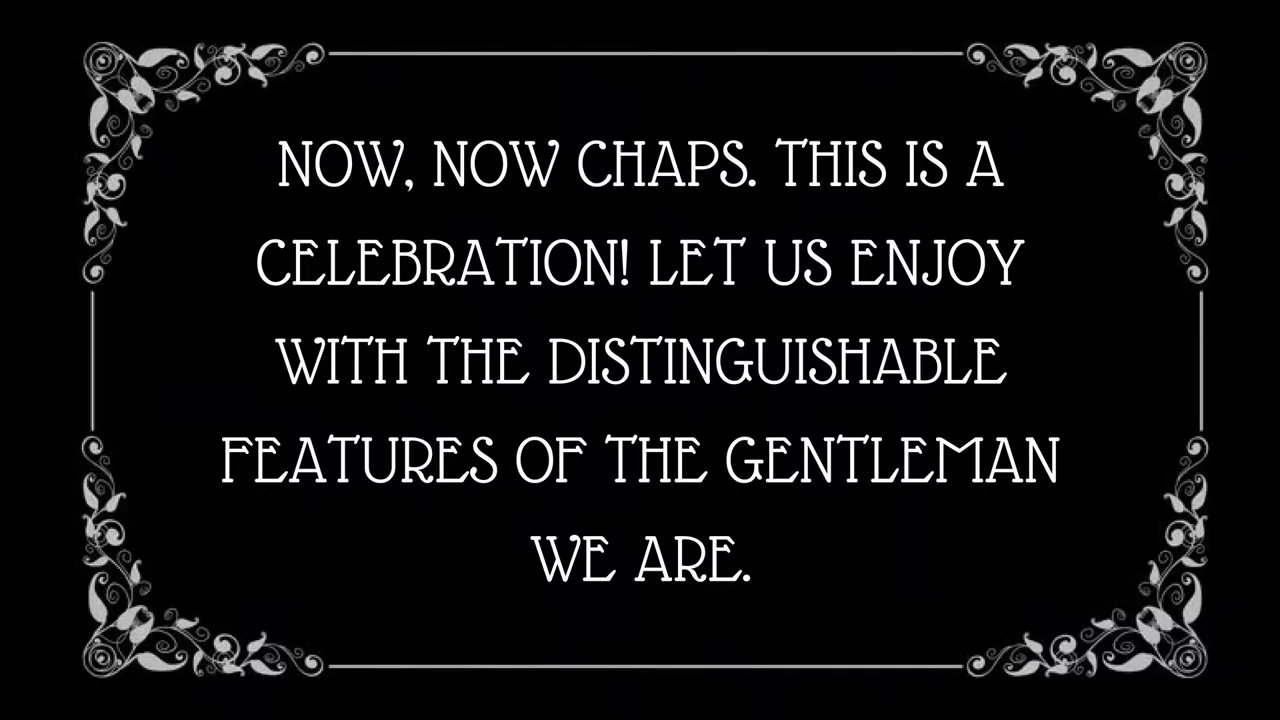 NOW, NOW CHAPS. THIS IS A
CELEBRATION! LET US ENJOY
WITH THE DISTINGUISHABLE
FEATURES OF THE GENTLEMAN
WE ARE.